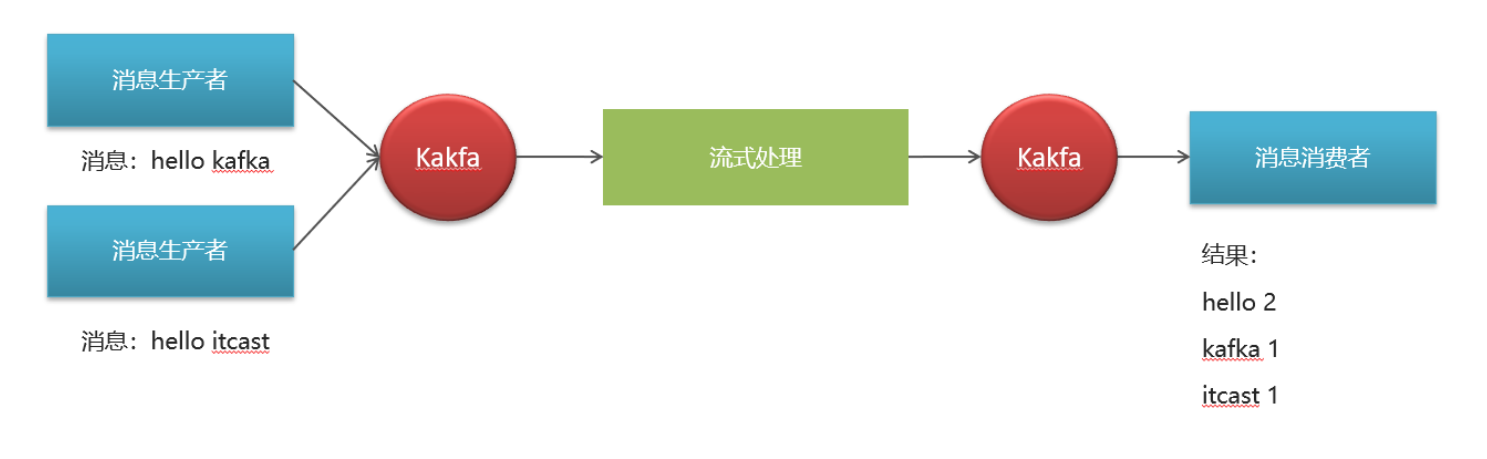 消息生产者
消息：hello kafka
消息生产者
消息：hello itcast
Kakfa
流式处理
Kakfa
消息消费者
结果：
hello 2
kafka 1
itcast 1